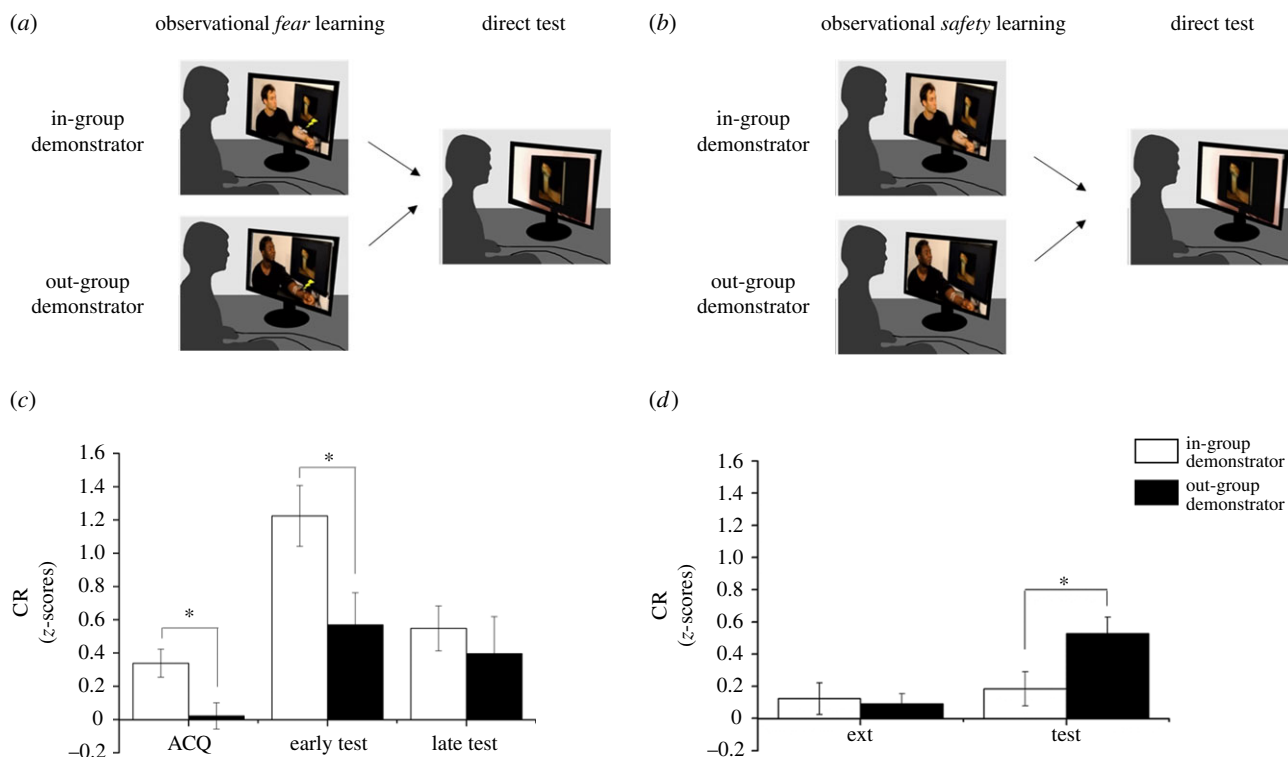 (a)
observational fear learning
direct test
in-group
demonstrator
out-group
demonstrator
(b)
observational safety learning
direct test
in-group
demonstrator
out-group
demonstrator
(c)
1.6
1.4
1.2
1.0
0.8
0.6
0.4
0.2
0
–0.2
CR
(z-scores)
*
*
ACQ
early test
late test
(d)
1.6
1.4
1.2
1.0
0.8
0.6
0.4
0.2
0
–0.2
CR
(z-scores)
*
ext
test
in-group
demonstrator
out-group
demonstrator